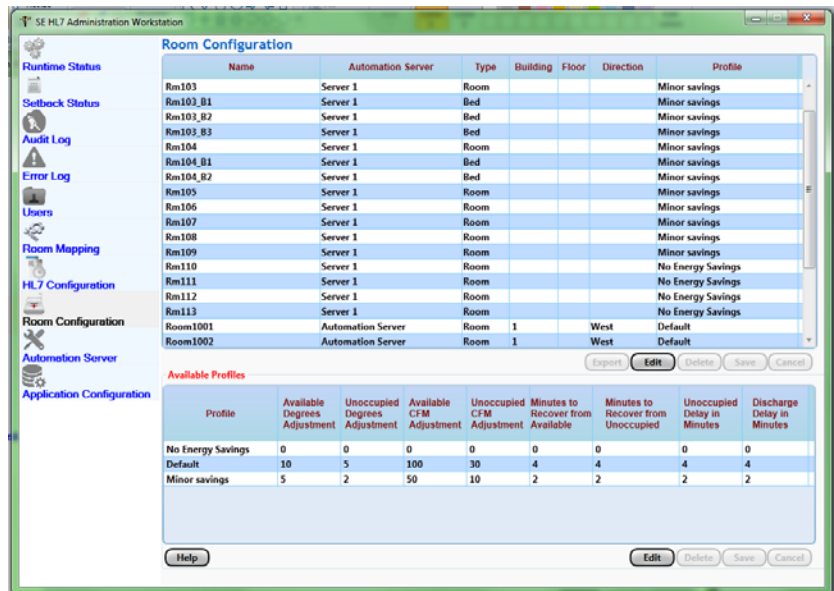 SE HL7 Administration Workstation
Runtime Status
Setback Status
Audit Log
Error Log
Users
Room Mapping
HL7 Configuration
Room Configuration
Automation Server
Application Configuration
Room Configuration
Name Automation Server Type Building Floor Direction Profile
Rm103 Server 1 Room Minor savings
Rm103_B1 Server 1 Bed Minor savings
Rm103_B2 Server 1 Bed Minor savings
Rm103_B3 Server 1 Bed Minor savings
Rm104 Server 1 Room Minor savings
Rm104_B1 Server 1 Bed Minor savings
Rm104_B2 Server 1 Bed Minor savings
Rm105 Server 1 Room Minor savings
Rm106 Server 1 Room Minor savings
Rm107 Server 1 Room Minor savings
Rm108 Server 1 Room Minor savings
Rm109 Server 1 Room Minor savings
Rm110 Server 1 Room No Energy Savings
Rm111 Server 1 Room No Energy Savings
Rm112 Server 1 Room No Energy Savings
Rm113 Server 1 Room No Energy Savings
Room1001 Automation Server Room 1 West Default
Room1002 Automation Server Room 1 West Default
Export Edit Delete Save Cancel
Available Profiles
Available Unoccupied Available Unoccupied Minutes to Minutes to Unoccupied Discharge
Profile Degrees Degrees CFM CFM Recover from Recover from Delay in Delay in
Adjustment Adjustment Adjustment Adjustment Available Unoccupied Minutes Minutes
No Energy Savings 0 0 0 0 0 0 0 0
Default 10 5 100 30 4 4 4 4
Minor savings 5 2 50 10 2 2 2 2
Help Edit Delete Save Cancel